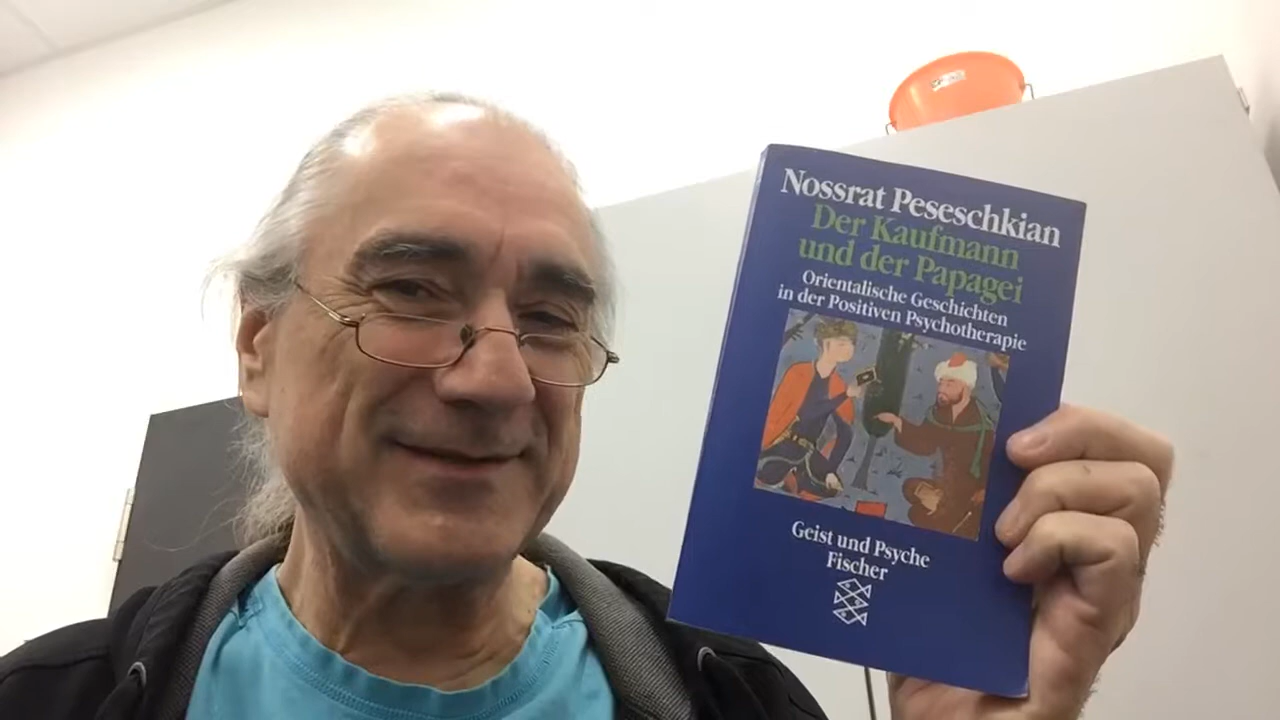 Nossrat Peseschkian
Der Kaufmann
und der Papagei
Orientalische Geschichten
in der Positiven Psychotherapie
Geist und Psyche
Fischer